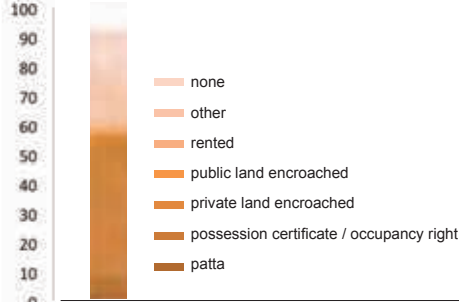 100
90
80
70
60
50
40
30
20
10
0
none
other
rented
public land encroached
private land encroached
possession certificate / occupancy right
patta